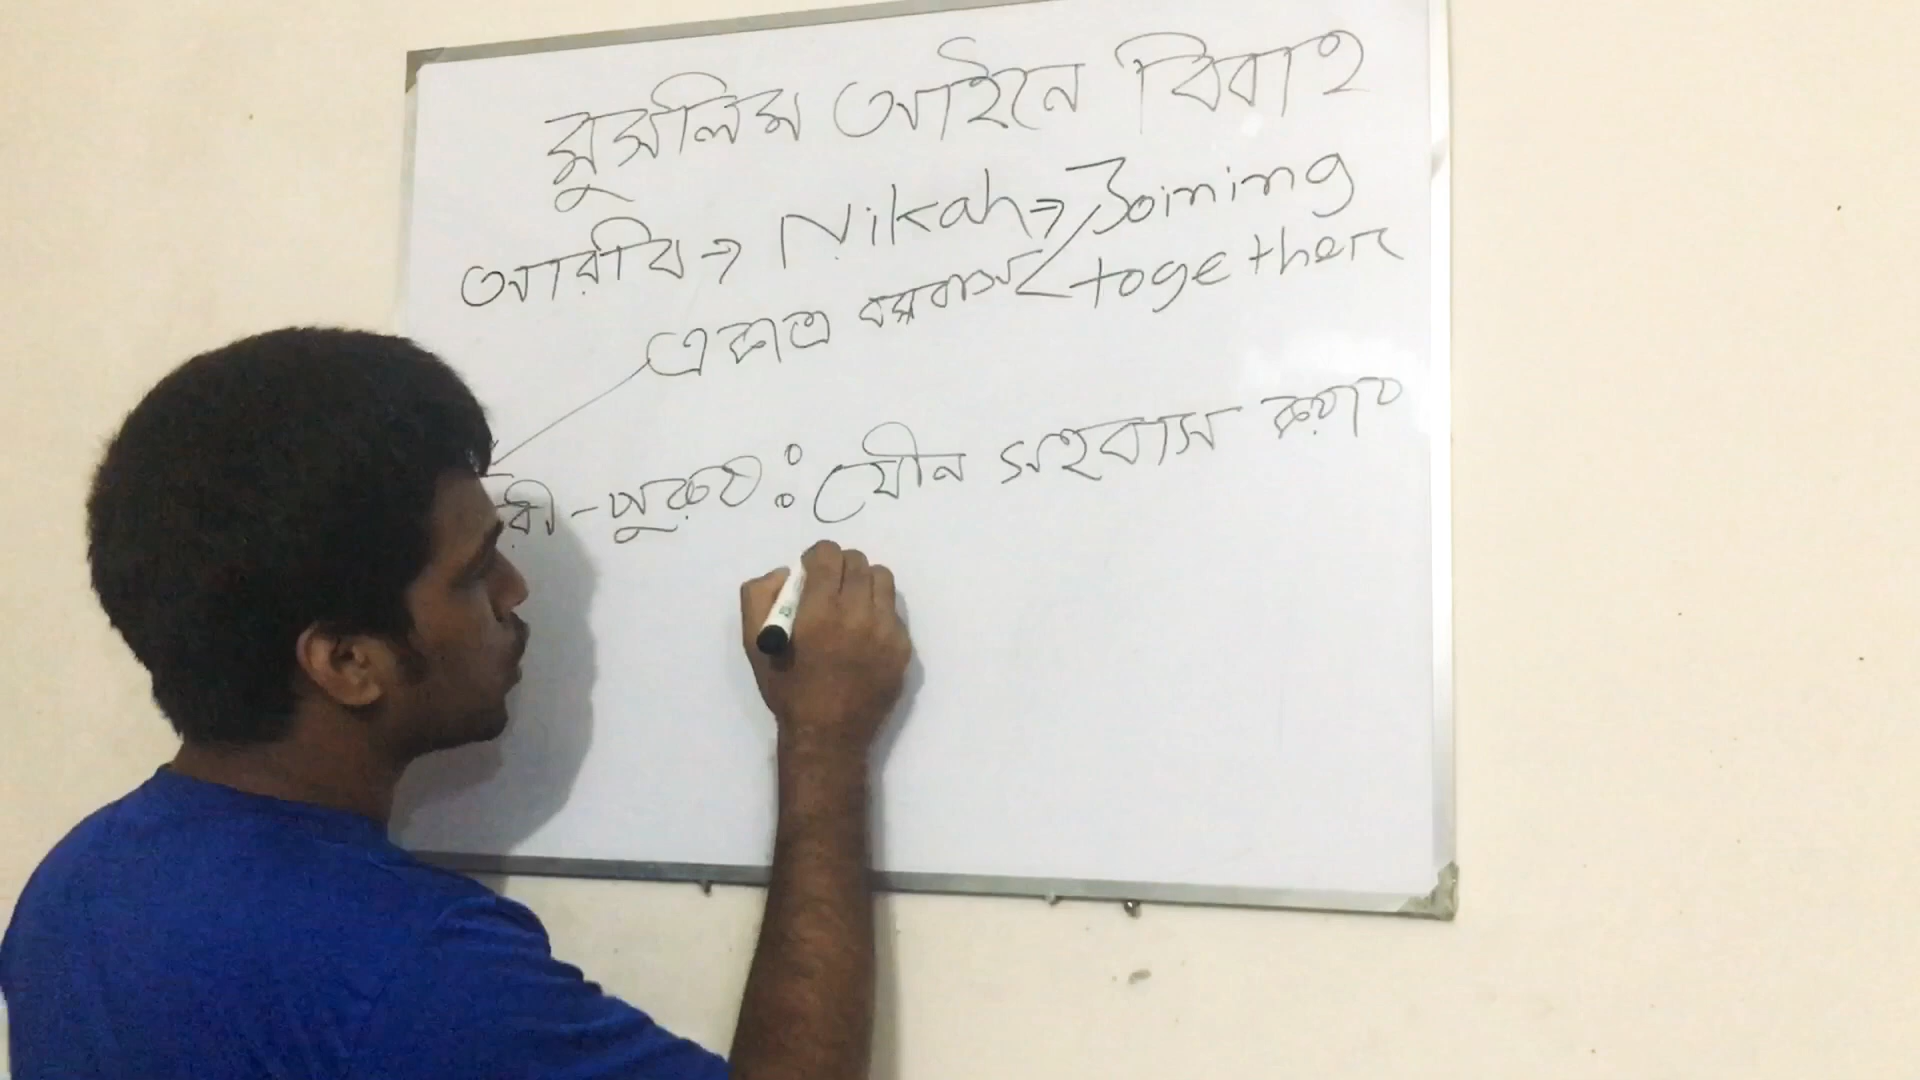 মুসলিম আইনে বিবাহ
আরবি → Nikah ⇒ Joining
together
একত্রে বসবাস
নারী-পুরুষ : যৌন সহবাস করার